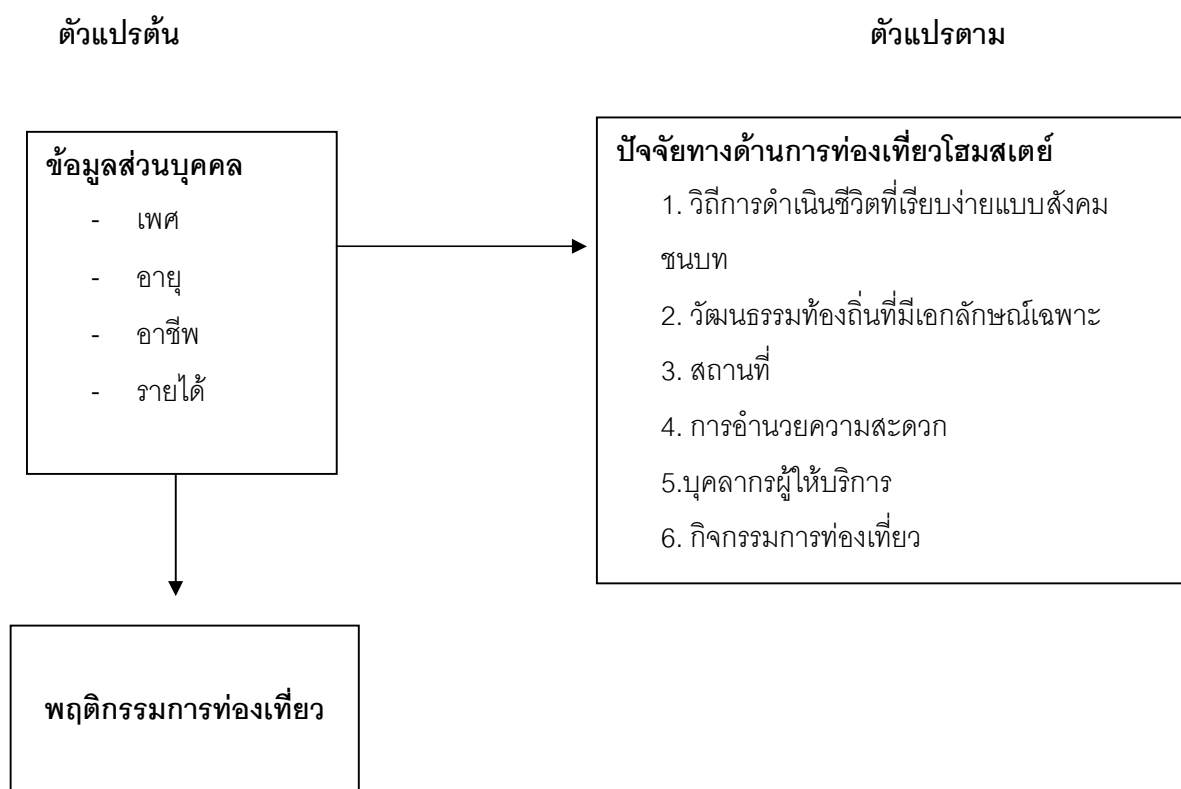 ตัวแปรต้น
ตัวแปรตาม
ข้อมูลส่วนบุคคล
- เพศ
- อายุ
- อาชีพ
- รายได้
ปัจจัยทางด้านการท่องเที่ยวโฮมสเตย์
1. วิถีการดำเนินชีวิตที่เรียบง่ายแบบสังคม
ชนบท
2. วัฒนธรรมท้องถิ่นที่มีเอกลักษณ์เฉพาะ
3. สถานที่
4. การอำนวยความสะดวก
5.บุคลากรผู้ให้บริการ
6. กิจกรรมการท่องเที่ยว
พฤติกรรมการท่องเที่ยว